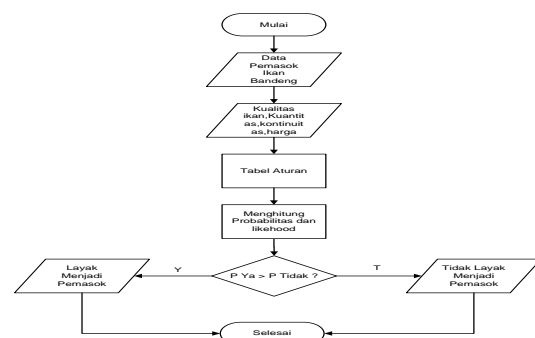 Mulai
Data
Pemasok
Ikan
Bandeng
Kualitas
ikan,Kuantit
as,kontinuit
as,harga
Tabel Aturan
Menghitung
Probabilitas dan
likehood
P Ya > P Tidak ?
Y
T
Layak
Menjadi
Pemasok
Tidak Layak
Menjadi
Pemasok
Selesai